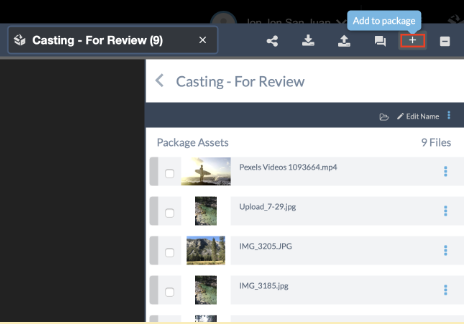 Jon Jon San Juan
Add to package
Casting - For Review (9) ×
Casting - For Review
Edit Name
Package Assets 9 Files
Pexels Videos 1093664.mp4
Upload_7-29.jpg
IMG_3205.JPG
IMG_3185.jpg